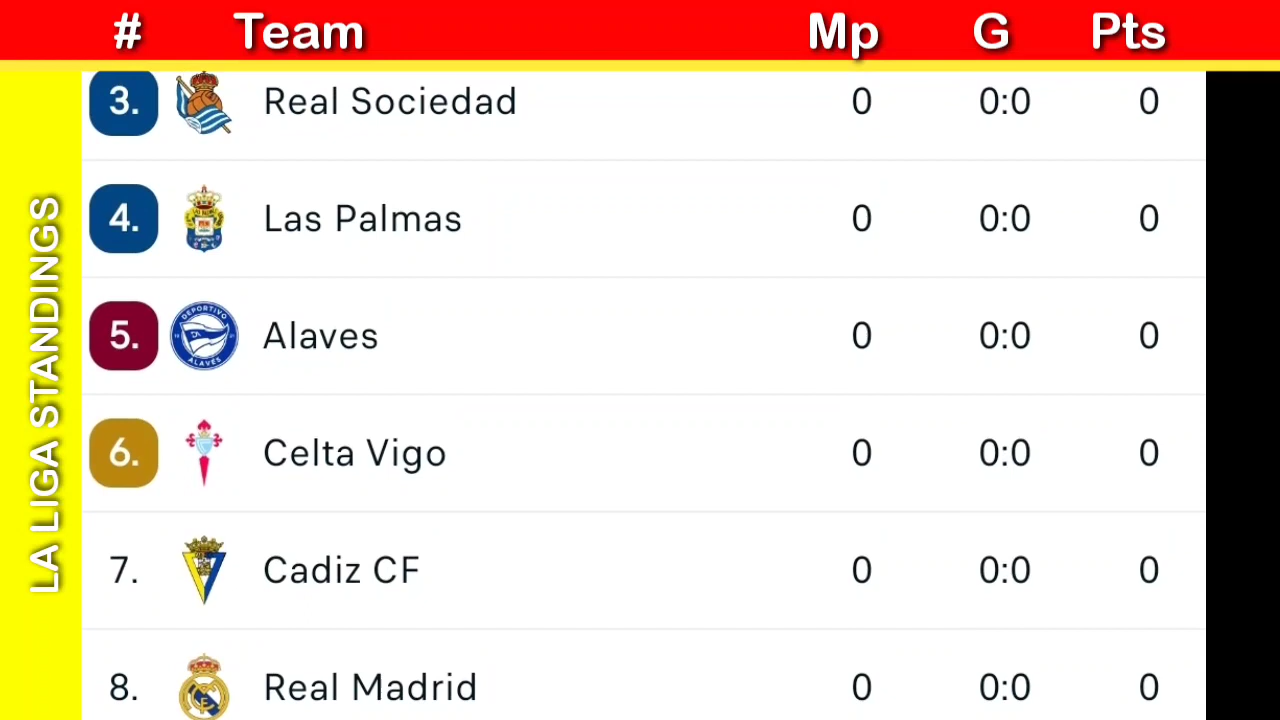 # Team Mp G Pts
LA LIGA STANDINGS
3. Real Sociedad 0 0:0 0
4. Las Palmas 0 0:0 0
5. DEPORTIVO ALAVÉS Alaves 0 0:0 0
6. Celta Vigo 0 0:0 0
7. Cadiz CF 0 0:0 0
8. Real Madrid 0 0:0 0